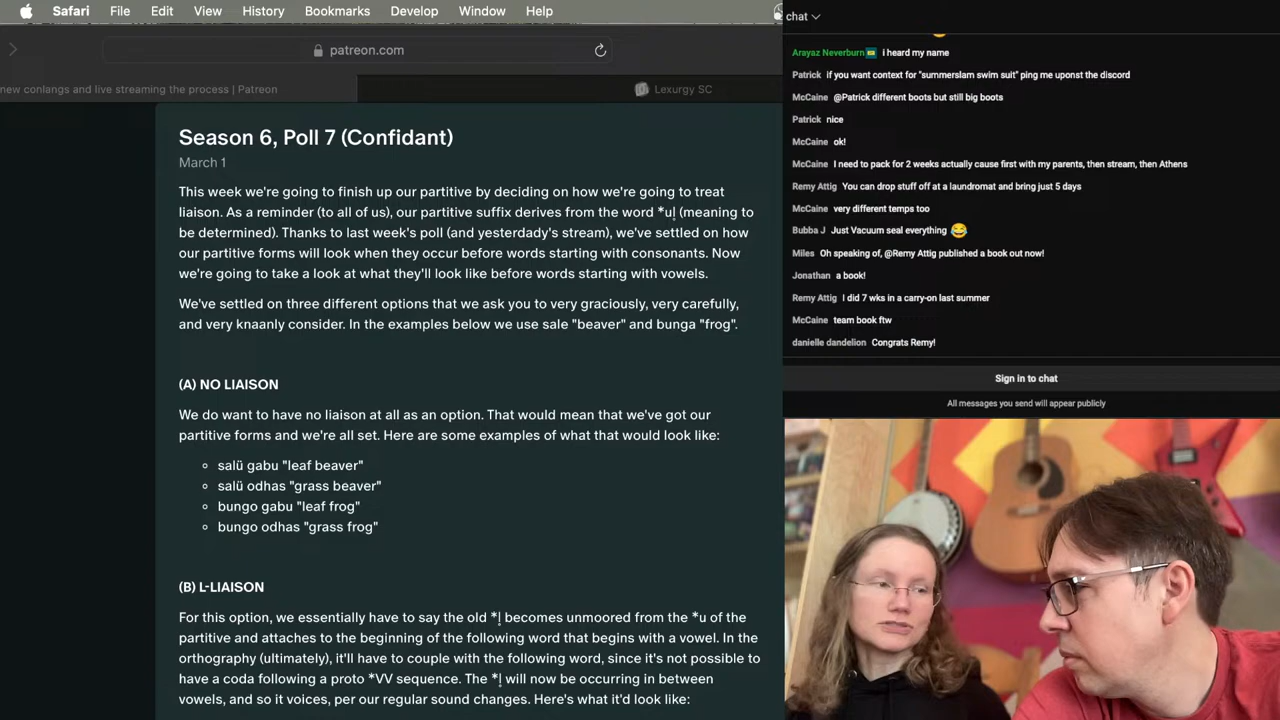 Safari File Edit View History Bookmarks Develop Window Help
patreon.com
new conlangs and live streaming the process | Patreon
Lexurgy SC
Season 6, Poll 7 (Confidant)
March 1
This week we're going to finish up our partitive by deciding on how we're going to treat
liaison. As a reminder (to all of us), our partitive suffix derives from the word *ul̥ (meaning to
be determined). Thanks to last week's poll (and yesterdady's stream), we've settled on how
our partitive forms will look when they occur before words starting with consonants. Now
we're going to take a look at what they'll look like before words starting with vowels.
We've settled on three different options that we ask you to very graciously, very carefully,
and very knaanly consider. In the examples below we use sale "beaver" and bunga "frog".
(A) NO LIAISON
We do want to have no liaison at all as an option. That would mean that we've got our
partitive forms and we're all set. Here are some examples of what that would look like:
salü gabu "leaf beaver"
salü odhas "grass beaver"
bungo gabu "leaf frog"
bungo odhas "grass frog"
(B) L-LIAISON
For this option, we essentially have to say the old *l̥ becomes unmoored from the *u of the
partitive and attaches to the beginning of the following word that begins with a vowel. In the
orthography (ultimately), it'll have to couple with the following word, since it's not possible to
have a coda following a proto *VV sequence. The *l̥ will now be occurring in between
vowels, and so it voices, per our regular sound changes. Here's what it'd look like:
chat
Arayaz Neverburn i heard my name
Patrick if you want context for "summerslam swim suit" ping me uponst the discord
McCaine @Patrick different boots but still big boots
Patrick nice
McCaine ok!
McCaine I need to pack for 2 weeks actually cause first with my parents, then stream, then Athens
Remy Attig You can drop stuff off at a laundromat and bring just 5 days
McCaine very different temps too
Bubba J Just Vacuum seal everything 😂
Miles Oh speaking of, @Remy Attig published a book out now!
Jonathan a book!
Remy Attig I did 7 wks in a carry-on last summer
McCaine team book ftw
danielle dandelion Congrats Remy!
Sign in to chat
All messages you send will appear publicly